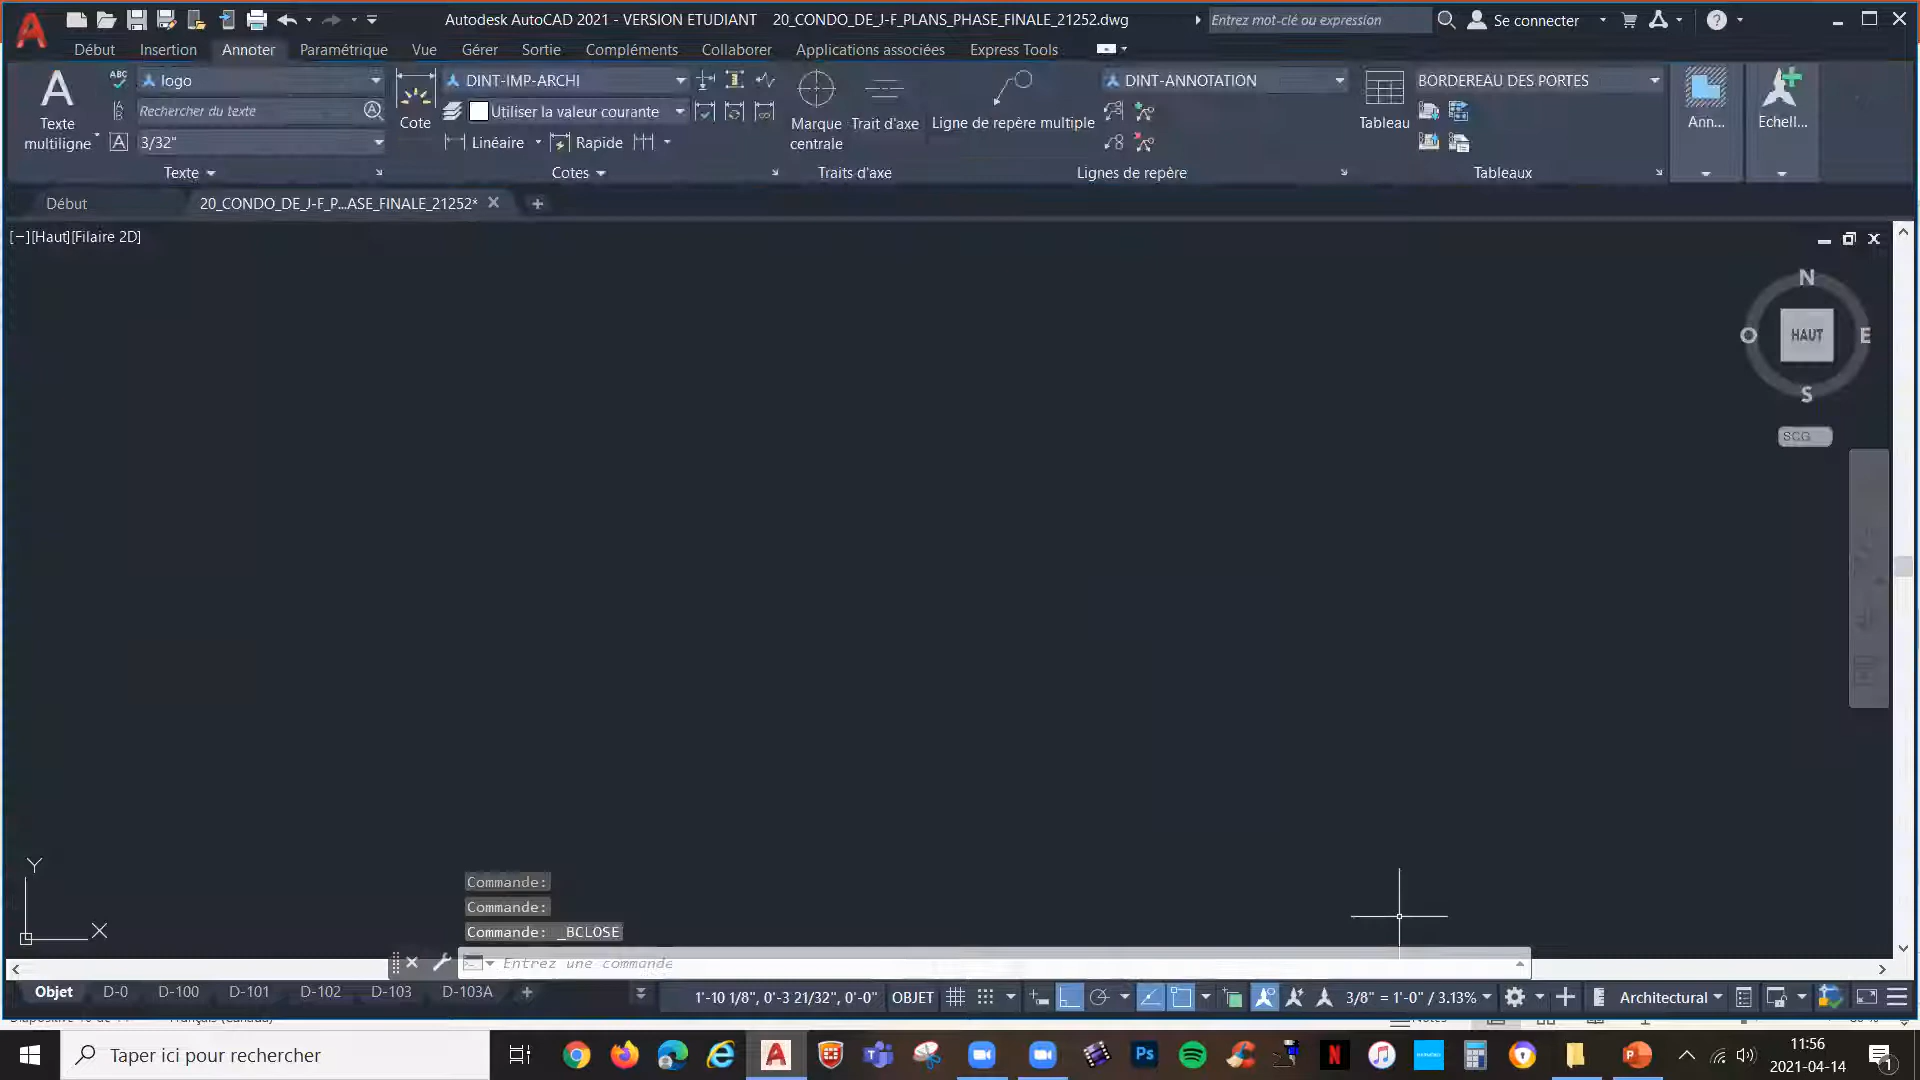 Autodesk AutoCAD 2021 - VERSION ETUDIANT 20_CONDO_DE_J-F_PLANS_PHASE_FINALE_21252.dwg
Entrez mot-clé ou expression
Se connecter
Début Insertion Annoter Paramétrique Vue Gérer Sortie Compléments Collaborer Applications associées Express Tools
Texte
multiligne
ABC
logo
Rechercher du texte
3/32"
Texte
Cote
DINT-IMP-ARCHI
Utiliser la valeur courante
Linéaire
Rapide
Cotes
Marque
centrale
Trait d'axe
Traits d'axe
Ligne de repère multiple
DINT-ANNOTATION
Lignes de repère
Tableau
BORDEREAU DES PORTES
Tableaux
Ann...
Echell...
Début
20_CONDO_DE_J-F_P...ASE_FINALE_21252*
[−][Haut][Filaire 2D]
N
O
HAUT
E
S
SCG
Y
X
Commande:
Commande:
Commande: _BCLOSE
Entrez une commande
Objet D-0 D-100 D-101 D-102 D-103 D-103A
1'-10 1/8", 0'-3 21/32", 0'-0"
OBJET
3/8" = 1'-0" / 3.13%
Architectural
Taper ici pour rechercher
Ps
11:56
2021-04-14
1